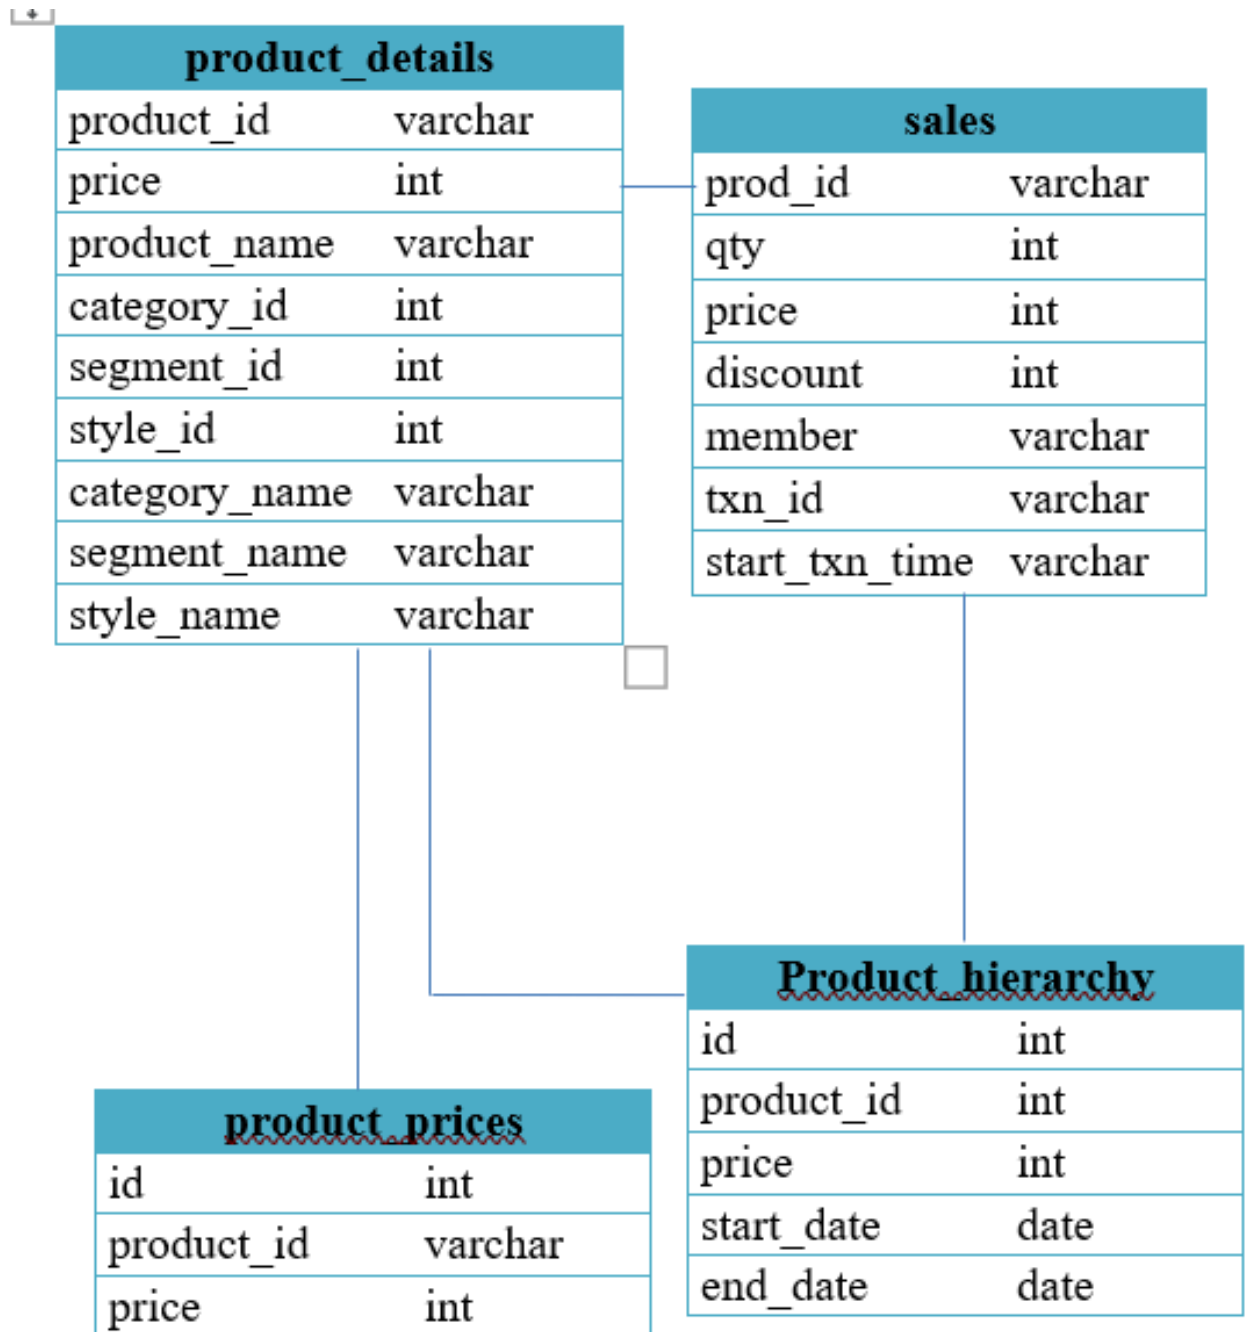 product_details
product_id varchar
price int
product_name varchar
category_id int
segment_id int
style_id int
category_name varchar
segment_name varchar
style_name varchar
sales
prod_id varchar
qty int
price int
discount int
member varchar
txn_id varchar
start_txn_time varchar
product_prices
id int
product_id varchar
price int
Product_hierarchy
id int
product_id int
price int
start_date date
end_date date